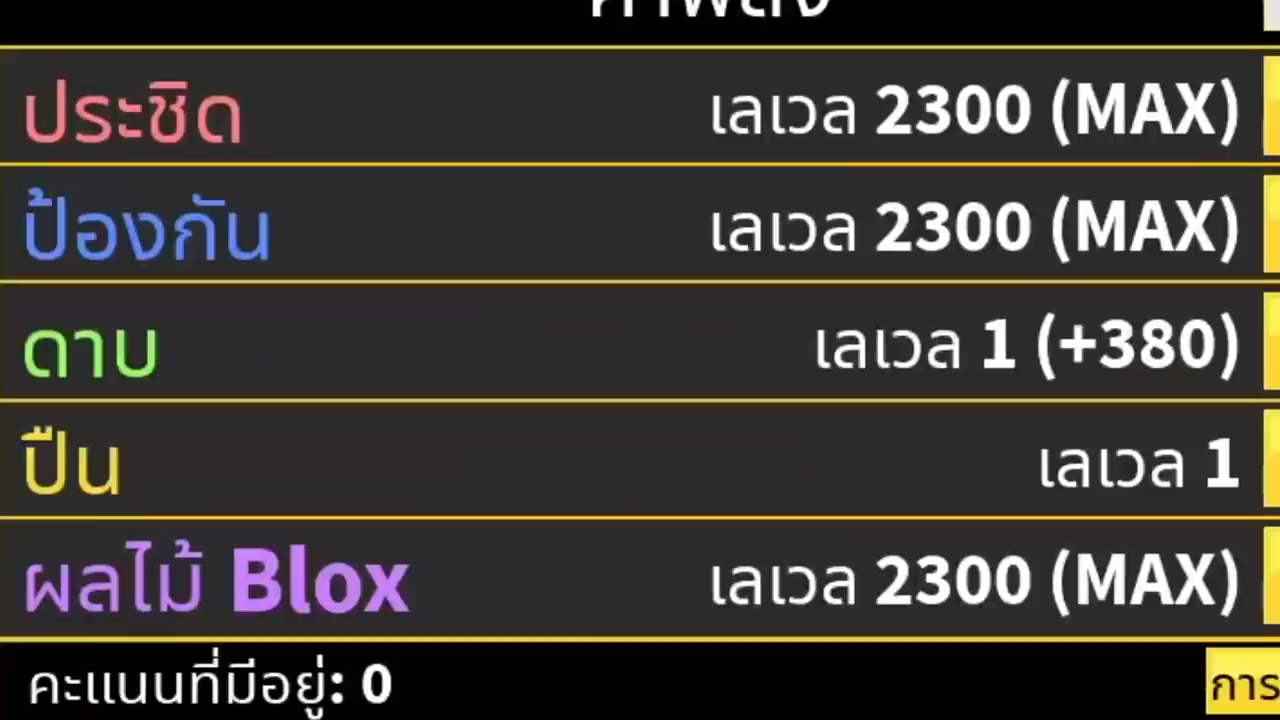 ประชิด เลเวล 2300 (MAX)
ป้องกัน เลเวล 2300 (MAX)
ดาบ เลเวล 1 (+380)
ปืน เลเวล 1
ผลไม้ Blox เลเวล 2300 (MAX)
คะแนนที่มีอยู่: 0 การ